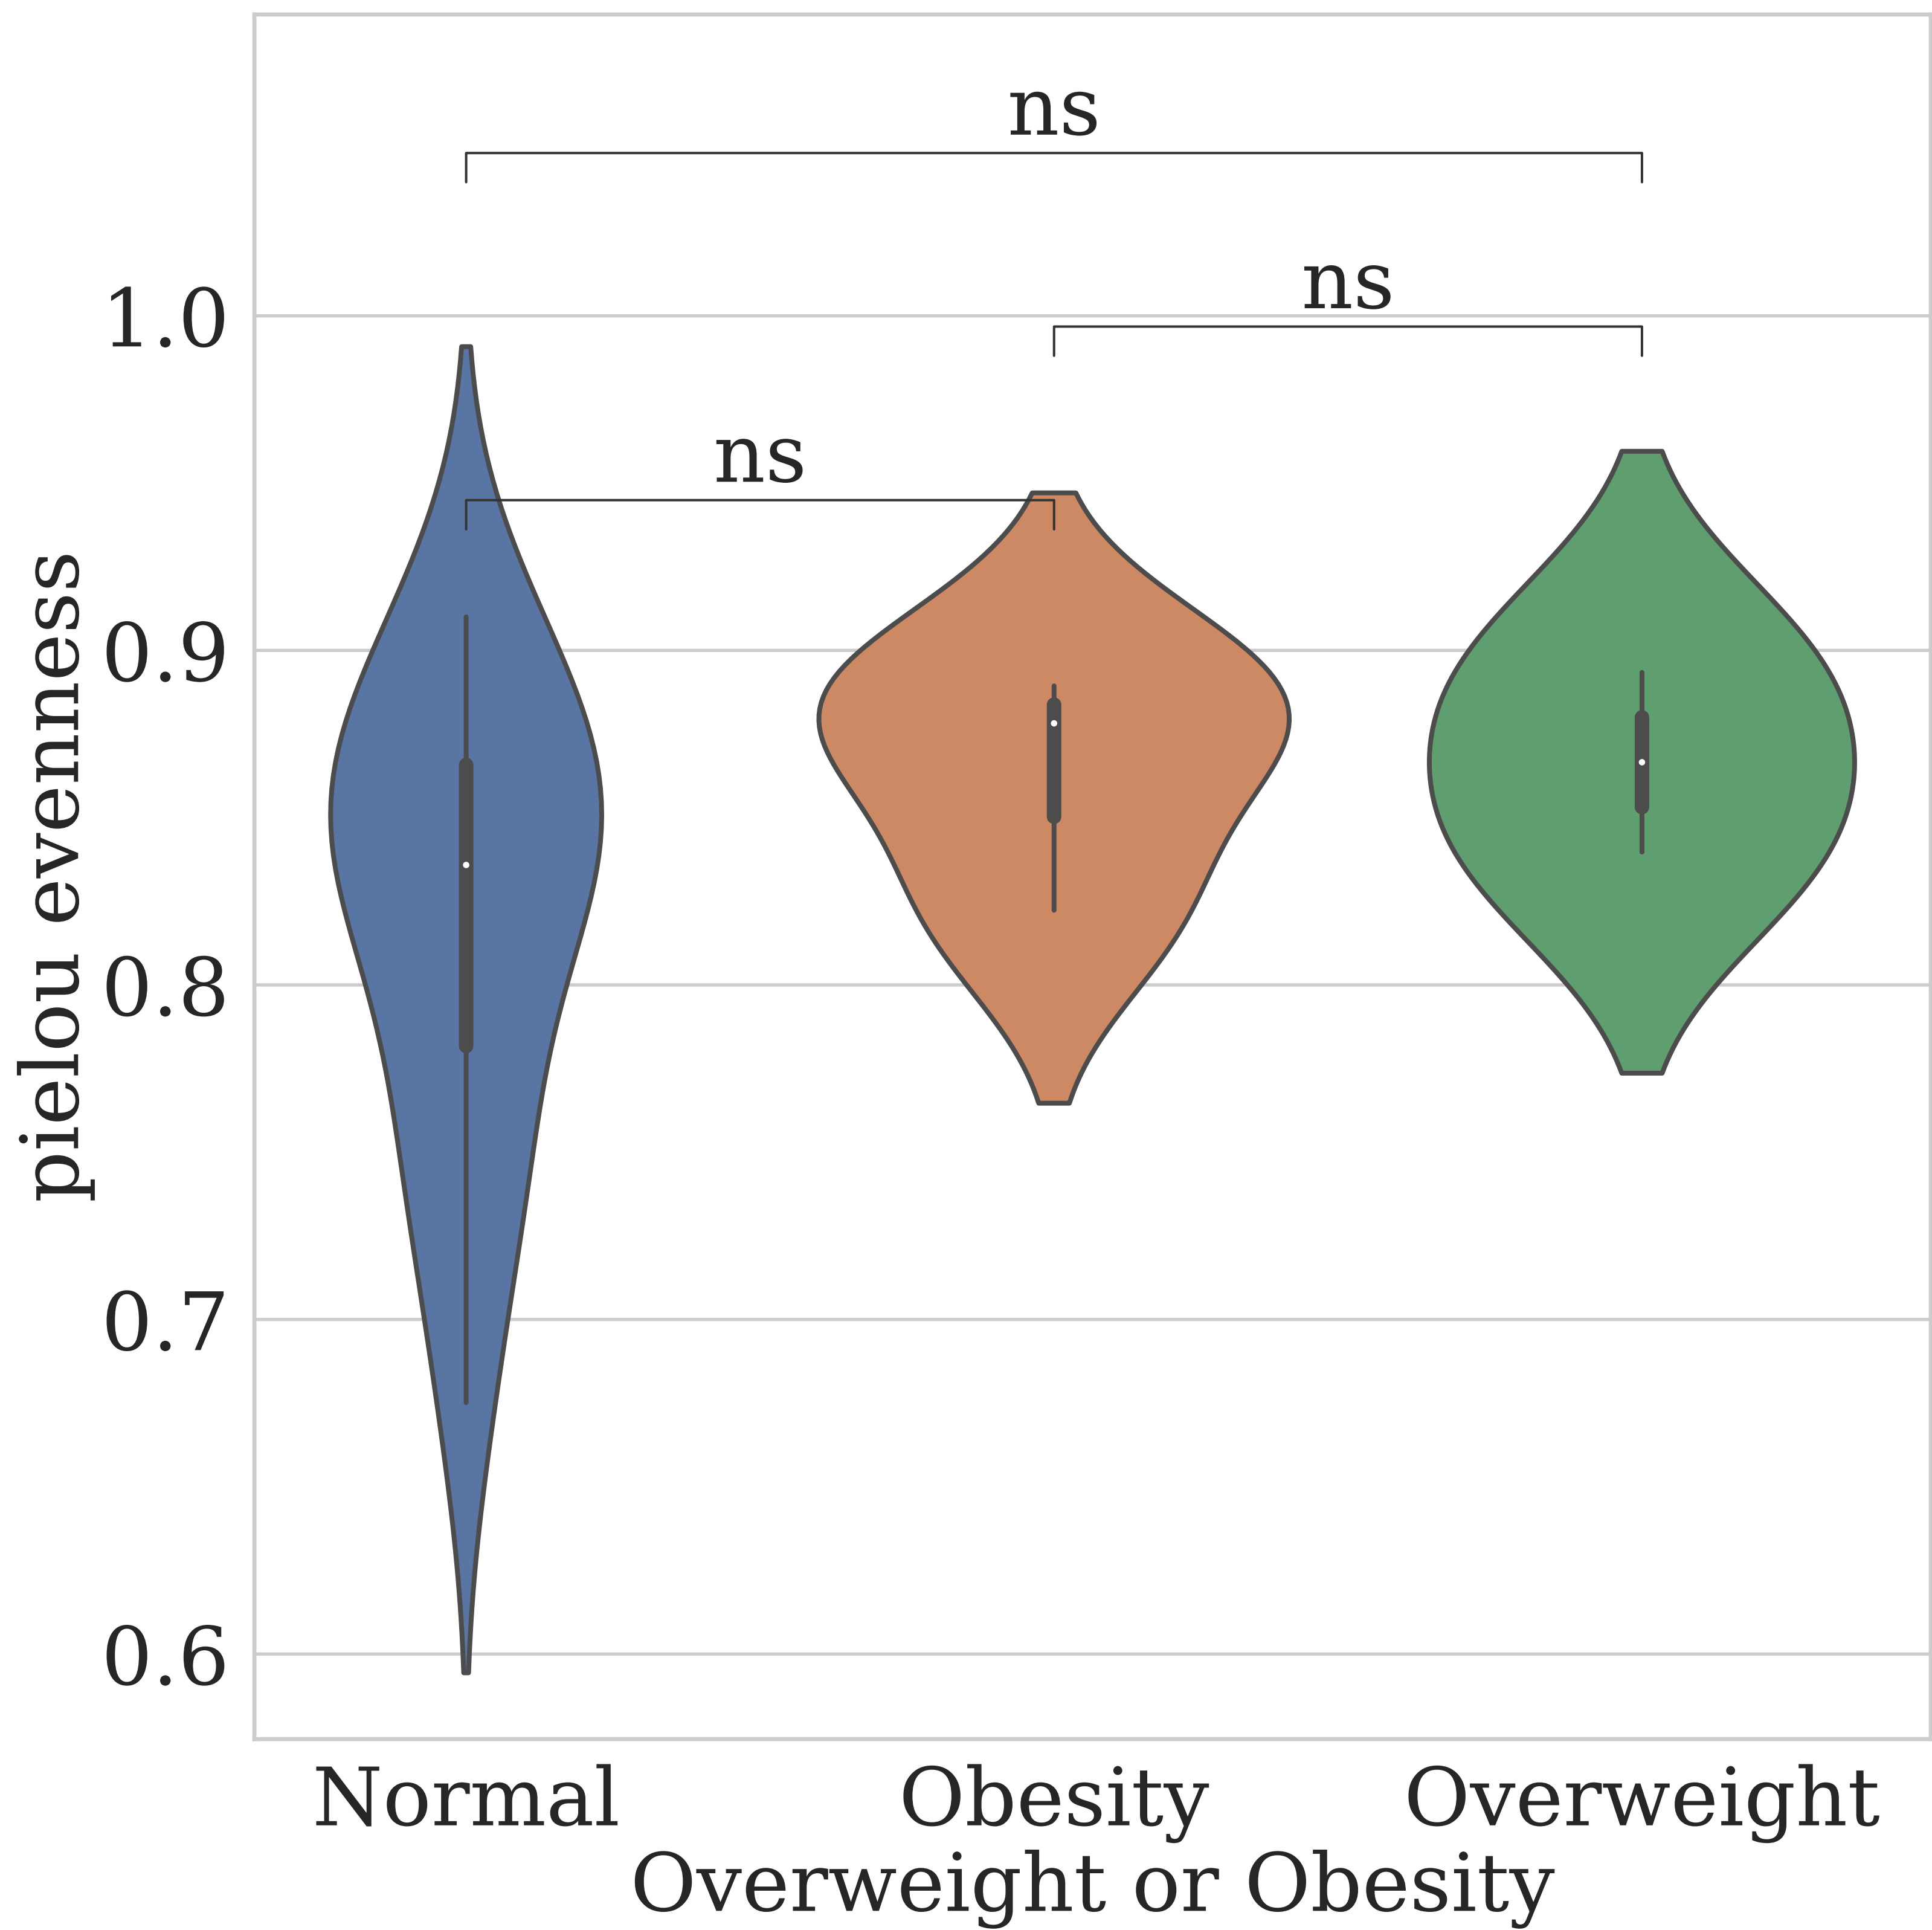 ns
ns
ns
1.0
0.9
0.8
0.7
0.6
pielou evenness
Normal Obesity Overweight
Overweight or Obesity